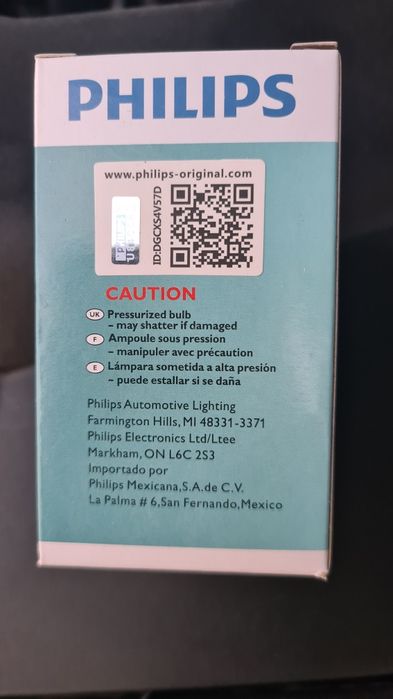 PHILIPS
www.philips-original.com
ID:DGCXS4V57D
CAUTION
UK Pressurized bulb
- may shatter if damaged
F Ampoule sous pression
- manipuler avec précaution
E Lámpara sometida a alta presión
- puede estallar si se daña
Philips Automotive Lighting
Farmington Hills, MI 48331-3371
Philips Electronics Ltd/Ltee
Markham, ON L6C 2S3
Importado por
Philips Mexicana,S.A.de C.V.
La Palma # 6,San Fernando,Mexico